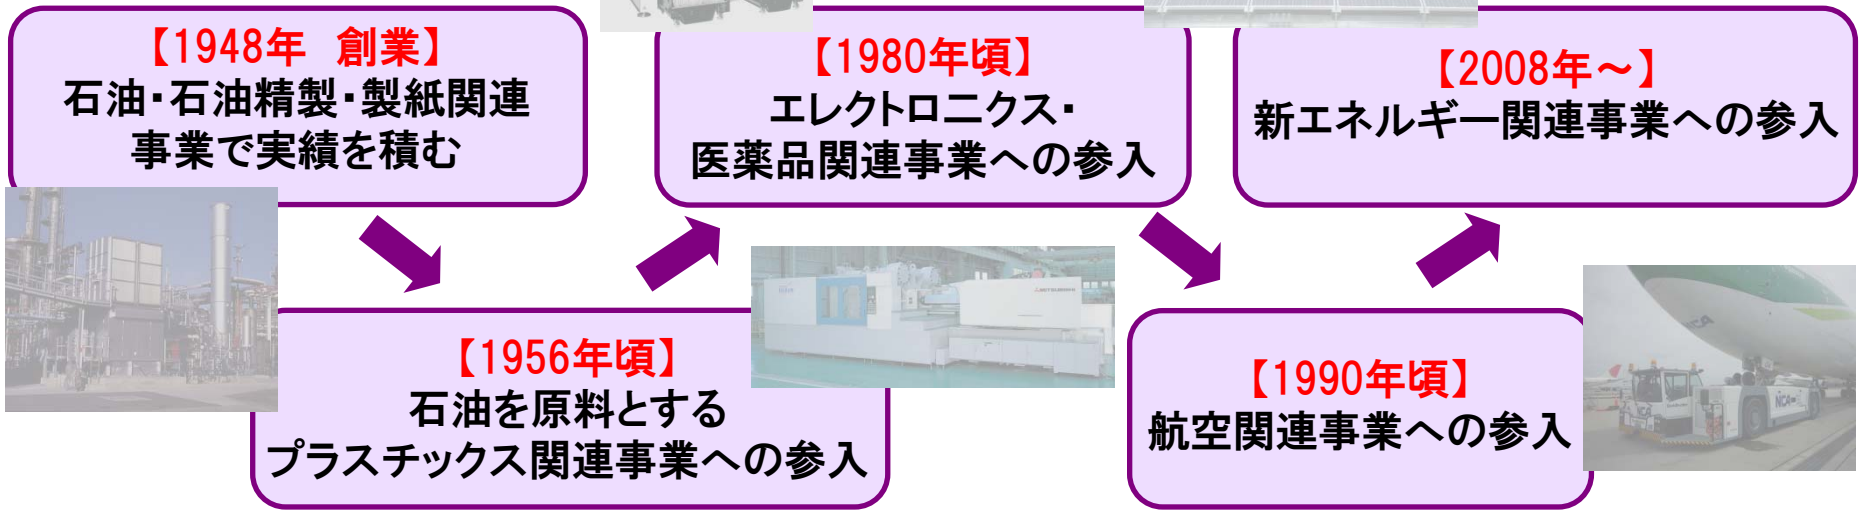 【1948年　創業】
石油・石油精製・製紙関連
事業で実績を積む
【1956年頃】
石油を原料とする
プラスチックス関連事業への参入
【1980年頃】
エレクトロニクス・
医薬品関連事業への参入
【1990年頃】
航空関連事業への参入
【2008年～】
新エネルギー関連事業への参入
MITSUBISHI
NCA
NCA